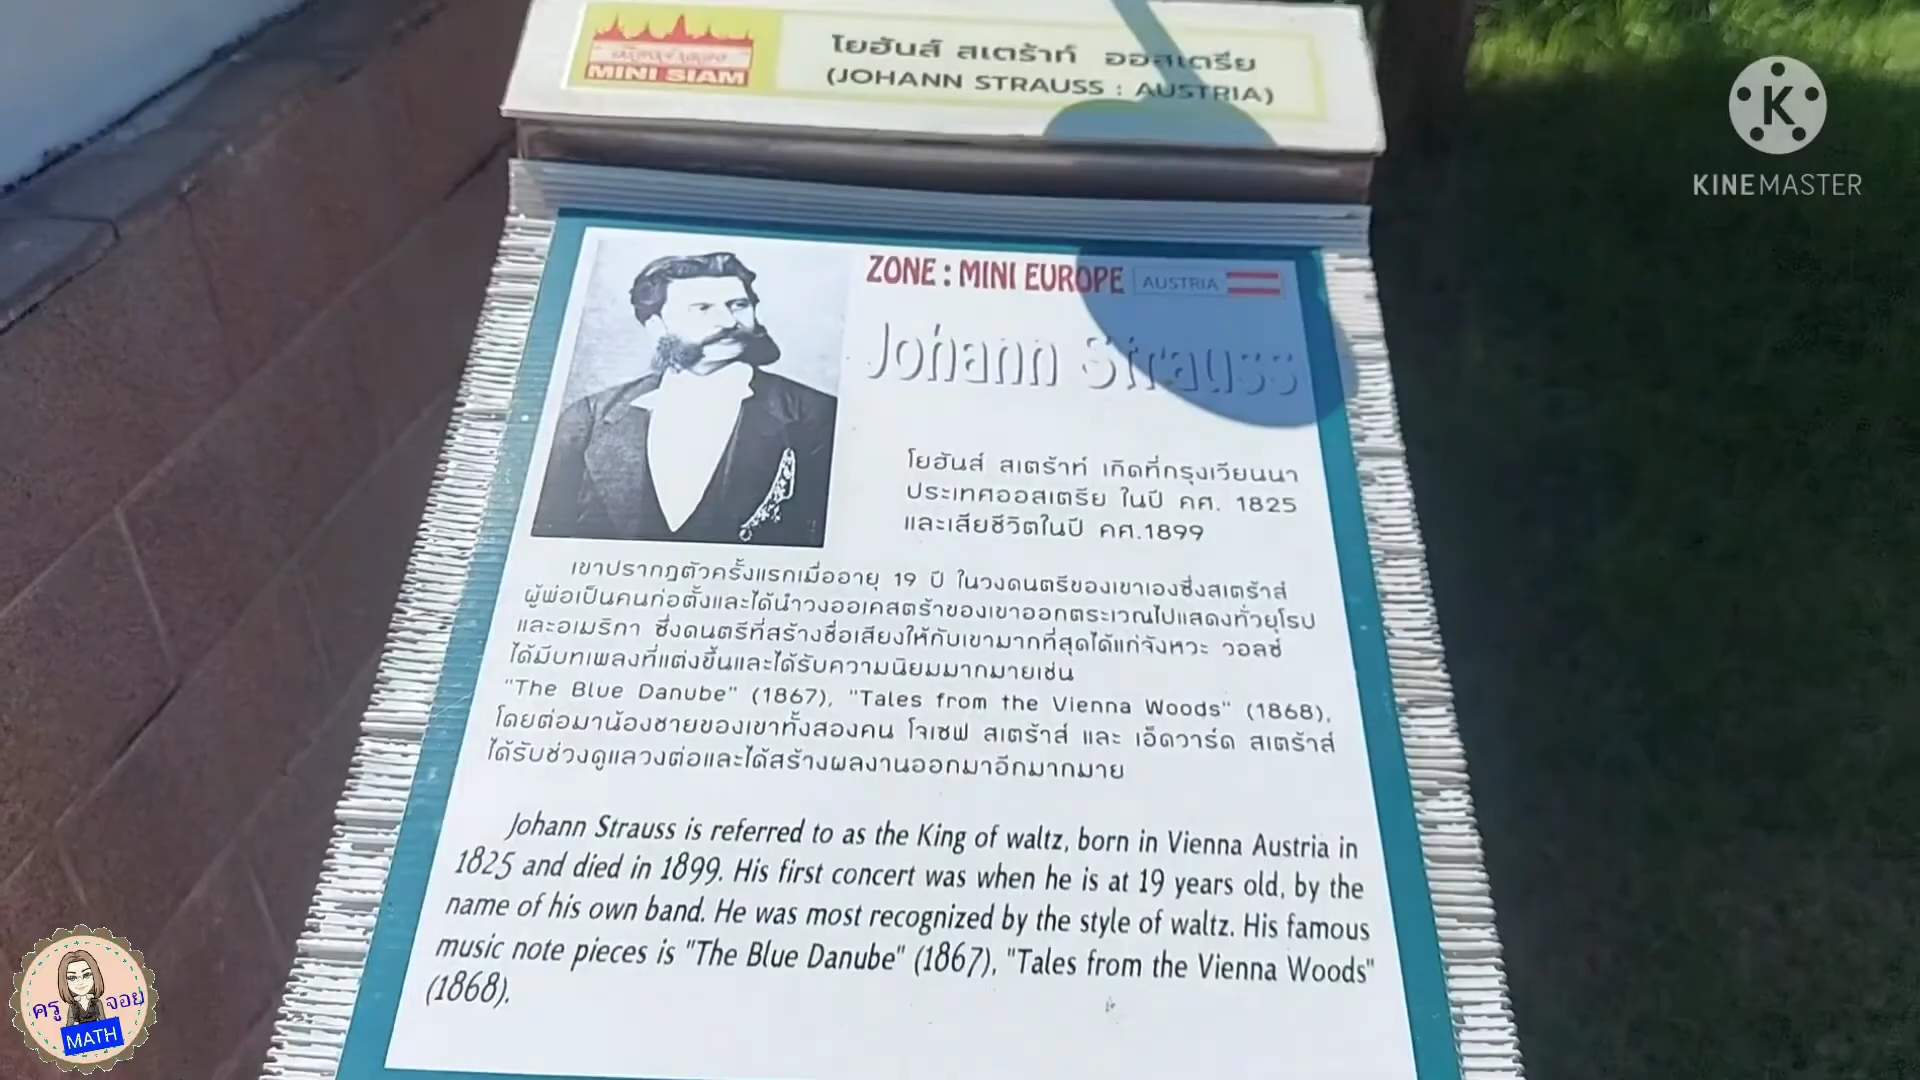 MINI SIAM
โยฮันส์ สเตร้าท์ ออสเตรีย
(JOHANN STRAUSS : AUSTRIA)
KINEMASTER
ZONE : MINI EUROPE AUSTRIA
Johann Strauss
โยฮันส์ สเตร้าท์ เกิดที่กรุงเวียนนา
ประเทศออสเตรีย ในปี คศ. 1825
และเสียชีวิตในปี คศ.1899
เขาปรากฎตัวครั้งแรกเมื่ออายุ 19 ปี ในวงดนตรีของเขาเองซึ่งสเตร้าส์
ผู้พ่อเป็นคนก่อตั้งและได้นำวงออเคสตร้าของเขาออกตระเวณไปแสดงทั่วยุโรป
และอเมริกา ซึ่งดนตรีที่สร้างชื่อเสียงให้กับเขามากที่สุดได้แก่จังหวะ วอลซ์
ได้มีบทเพลงที่แต่งขึ้นและได้รับความนิยมมากมายเช่น
"The Blue Danube" (1867), "Tales from the Vienna Woods" (1868),
โดยต่อมาน้องชายของเขาทั้งสองคน โจเซฟ สเตร้าส์ และ เอ็ดวาร์ด สเตร้าส์
ได้รับช่วงดูแลวงต่อและได้สร้างผลงานออกมาอีกมากมาย
Johann Strauss is referred to as the King of waltz, born in Vienna Austria in
1825 and died in 1899. His first concert was when he is at 19 years old, by the
name of his own band. He was most recognized by the style of waltz. His famous
music note pieces is "The Blue Danube" (1867), "Tales from the Vienna Woods"
(1868).
ครูจอย
MATH